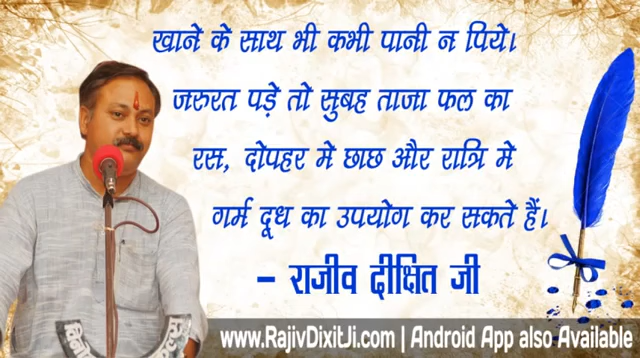 खाने के साथ भी कभी पानी न पिये।
जरुरत पड़े तो सुबह ताजा फल का
रस, दोपहर मे छाछ और रात्रि मे
गर्म दूध का उपयोग कर सकते हैं।
– राजीव दीक्षित जी
www.RajivDixitJi.com | Android App also Available